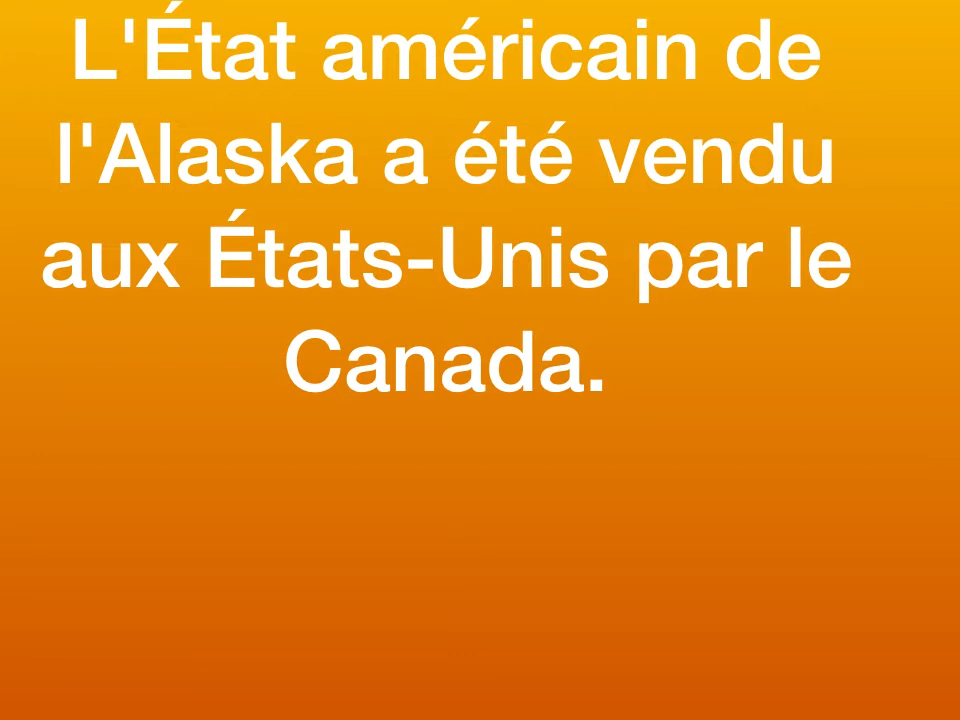 L'État américain de
l'Alaska a été vendu
aux États-Unis par le
Canada.